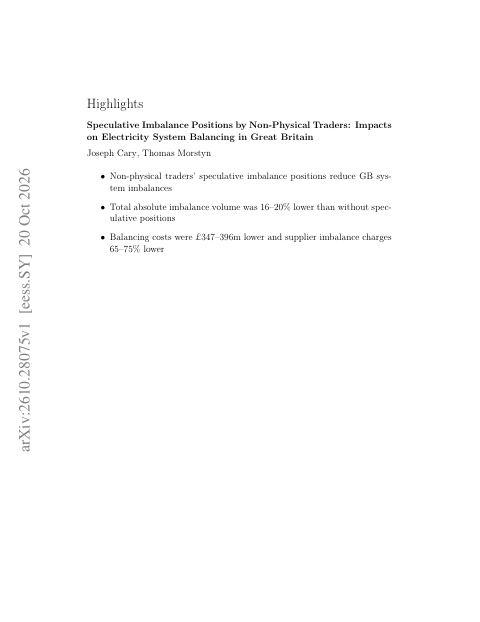 Highlights
Speculative Imbalance Positions by Non-Physical Traders: Impacts
on Electricity System Balancing in Great Britain
Joseph Cary, Thomas Morstyn
• Non-physical traders' speculative imbalance positions reduce GB sys-
tem imbalances
• Total absolute imbalance volume was 16–20% lower than without spec-
ulative positions
• Balancing costs were £347–396m lower and supplier imbalance charges
65–75% lower
arXiv:2610.28075v1 [eess.SY] 20 Oct 2026